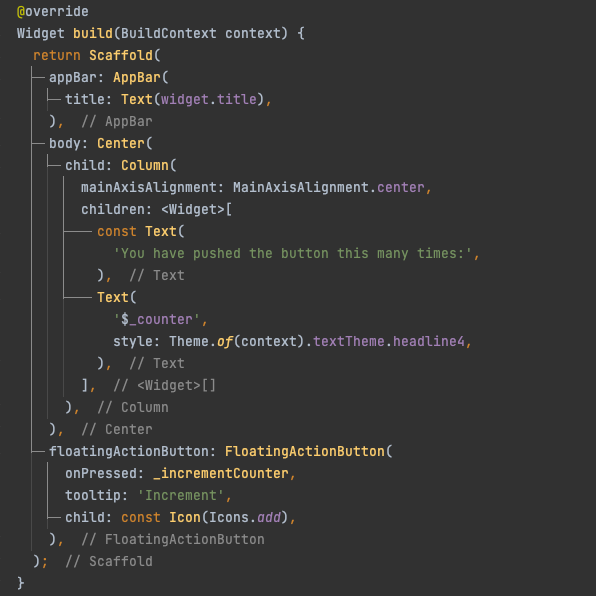 @override
Widget build(BuildContext context) {
  return Scaffold(
    appBar: AppBar(
      title: Text(widget.title),
    ),  // AppBar
    body: Center(
      child: Column(
        mainAxisAlignment: MainAxisAlignment.center,
        children: <Widget>[
          const Text(
            'You have pushed the button this many times:',
          ),  // Text
          Text(
            '$_counter',
            style: Theme.of(context).textTheme.headline4,
          ),  // Text
        ],  // <Widget>[]
      ),  // Column
    ),  // Center
    floatingActionButton: FloatingActionButton(
      onPressed: _incrementCounter,
      tooltip: 'Increment',
      child: const Icon(Icons.add),
    ),  // FloatingActionButton
  );  // Scaffold
}